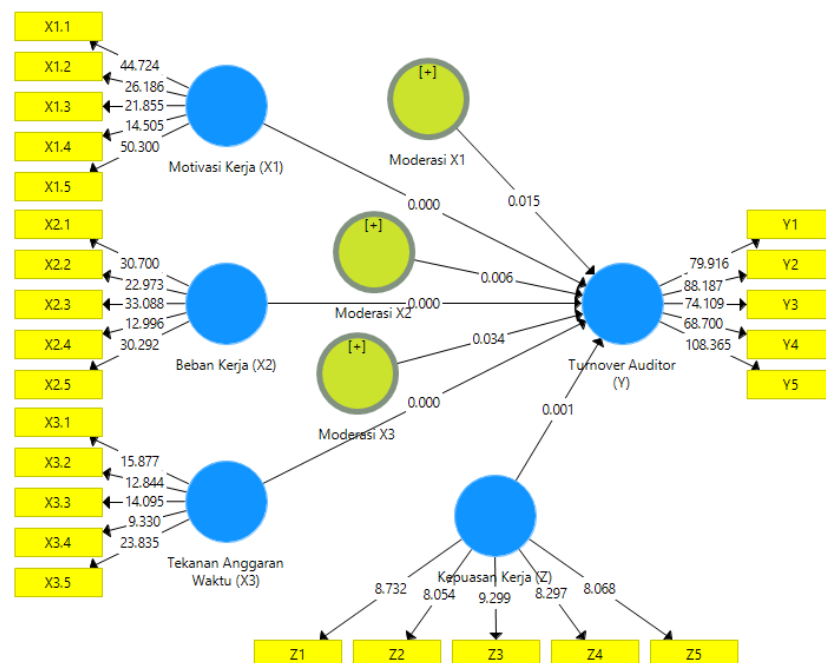 X1.1
X1.2
X1.3
X1.4
X1.5
44.724
26.186
21.855
14.505
50.300
Motivasi Kerja (X1)
[+]
Moderasi X1
0.000
0.015
X2.1
X2.2
X2.3
X2.4
X2.5
30.700
22.973
33.088
12.996
30.292
Beban Kerja (X2)
[+]
Moderasi X2
0.006
0.000
[+]
Moderasi X3
0.034
0.000
Turnover Auditor
(Y)
79.916
88.187
74.109
68.700
108.365
Y1
Y2
Y3
Y4
Y5
X3.1
X3.2
X3.3
X3.4
X3.5
15.877
12.844
14.095
9.330
23.835
Tekanan Anggaran
Waktu (X3)
0.001
Kepuasan Kerja (Z)
8.732
8.054
9.299
8.297
8.068
Z1
Z2
Z3
Z4
Z5